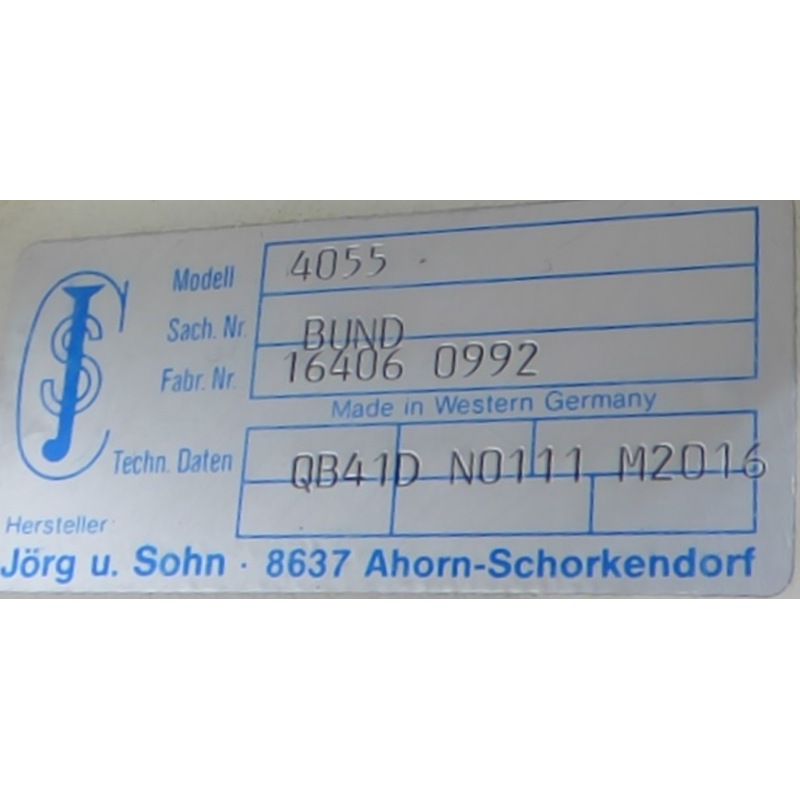 Modell 4055
Sach. Nr. BUND
Fabr. Nr. 16406 0992
Made in Western Germany
Techn. Daten QB41D N0111 M2016
Hersteller:
Jörg u. Sohn · 8637 Ahorn-Schorkendorf